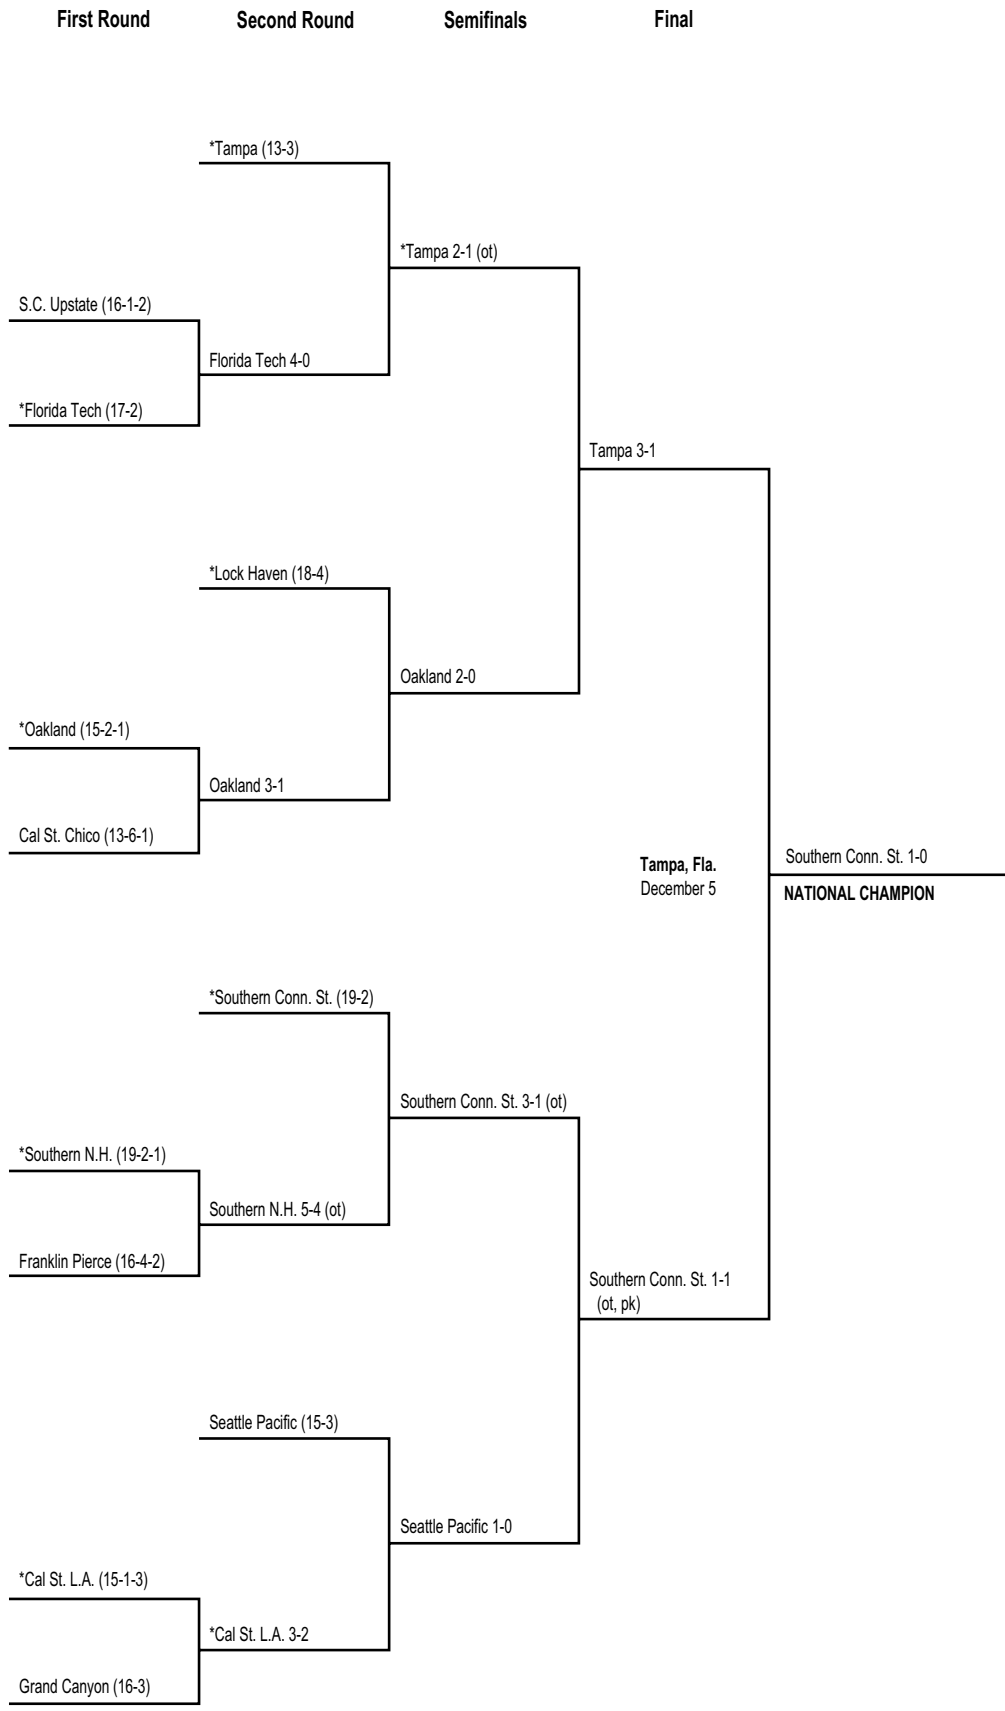 First Round
Second Round
Semifinals
Final
*Tampa (13-3)
*Tampa 2-1 (ot)
S.C. Upstate (16-1-2)
Florida Tech 4-0
*Florida Tech (17-2)
Tampa 3-1
*Lock Haven (18-4)
Oakland 2-0
*Oakland (15-2-1)
Oakland 3-1
Cal St. Chico (13-6-1)
Tampa, Fla.
December 5
Southern Conn. St. 1-0
NATIONAL CHAMPION
*Southern Conn. St. (19-2)
Southern Conn. St. 3-1 (ot)
*Southern N.H. (19-2-1)
Southern N.H. 5-4 (ot)
Franklin Pierce (16-4-2)
Southern Conn. St. 1-1
(ot, pk)
Seattle Pacific (15-3)
Seattle Pacific 1-0
*Cal St. L.A. (15-1-3)
*Cal St. L.A. 3-2
Grand Canyon (16-3)